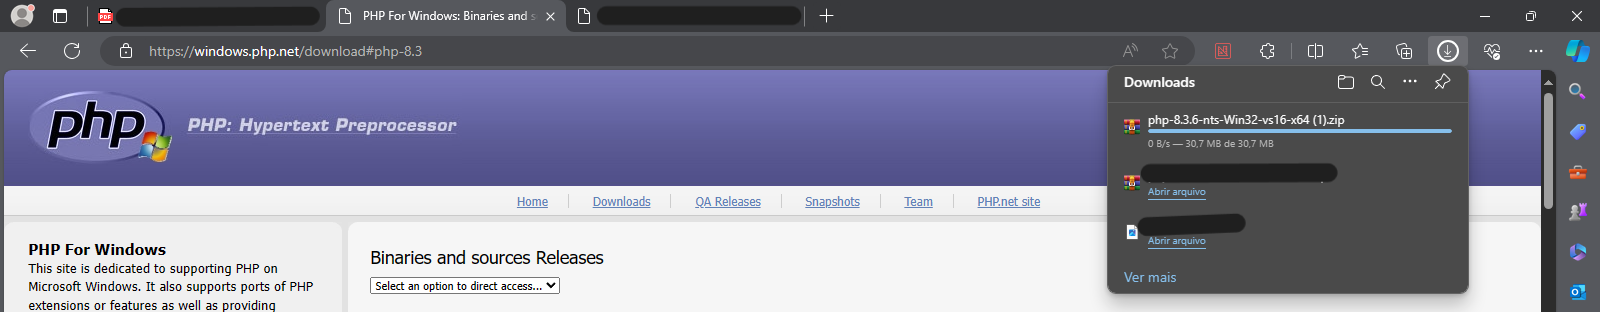 PHP For Windows: Binaries and s
https://windows.php.net/download#php-8.3
Downloads
php-8.3.6-nts-Win32-vs16-x64 (1).zip
0 B/s — 30,7 MB de 30,7 MB
Abrir arquivo
Abrir arquivo
Ver mais
php
PHP: Hypertext Preprocessor
Home
Downloads
QA Releases
Snapshots
Team
PHP.net site
PHP For Windows
This site is dedicated to supporting PHP on
Microsoft Windows. It also supports ports of PHP
extensions or features as well as providing
Binaries and sources Releases
Select an option to direct access...